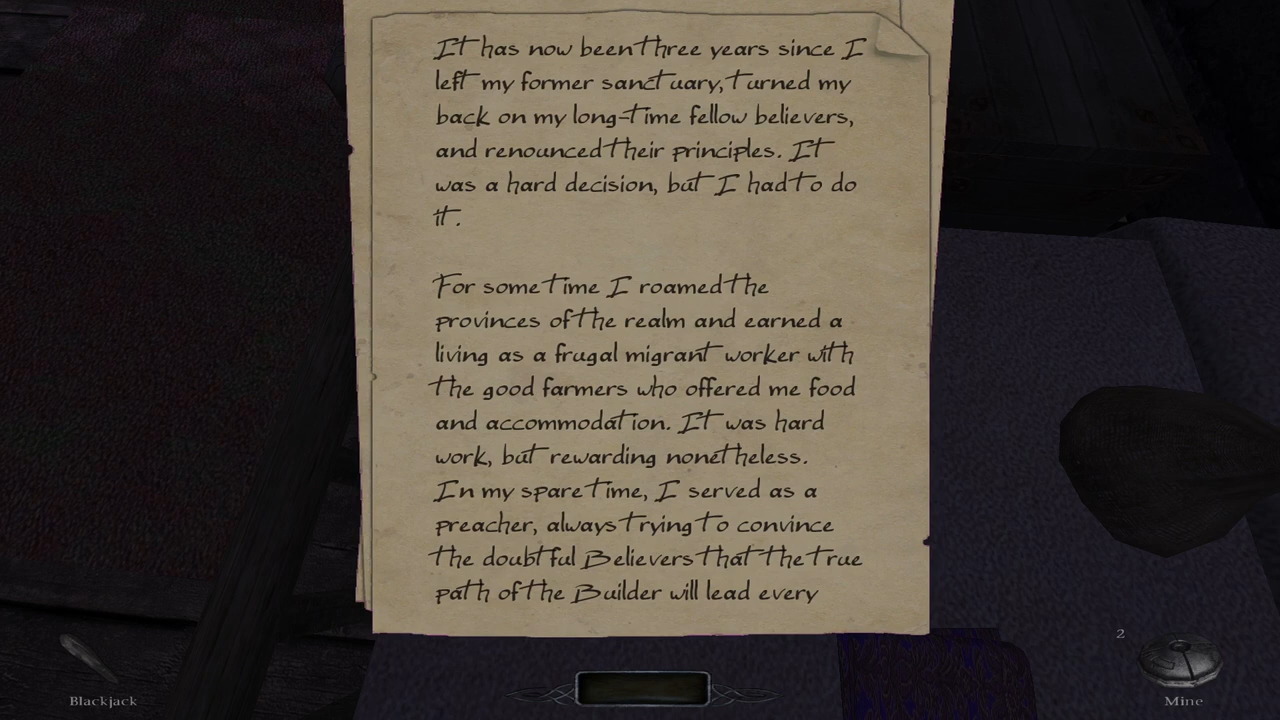 It has now been three years since I
left my former sanctuary, turned my
back on my long-time fellow believers,
and renounced their principles. It
was a hard decision, but I had to do
it.
For some time I roamed the
provinces of the realm and earned a
living as a frugal migrant worker with
the good farmers who offered me food
and accommodation. It was hard
work, but rewarding nonetheless.
In my spare time, I served as a
preacher, always trying to convince
the doubtful Believers that the true
path of the Builder will lead every
2
Blackjack
Mine